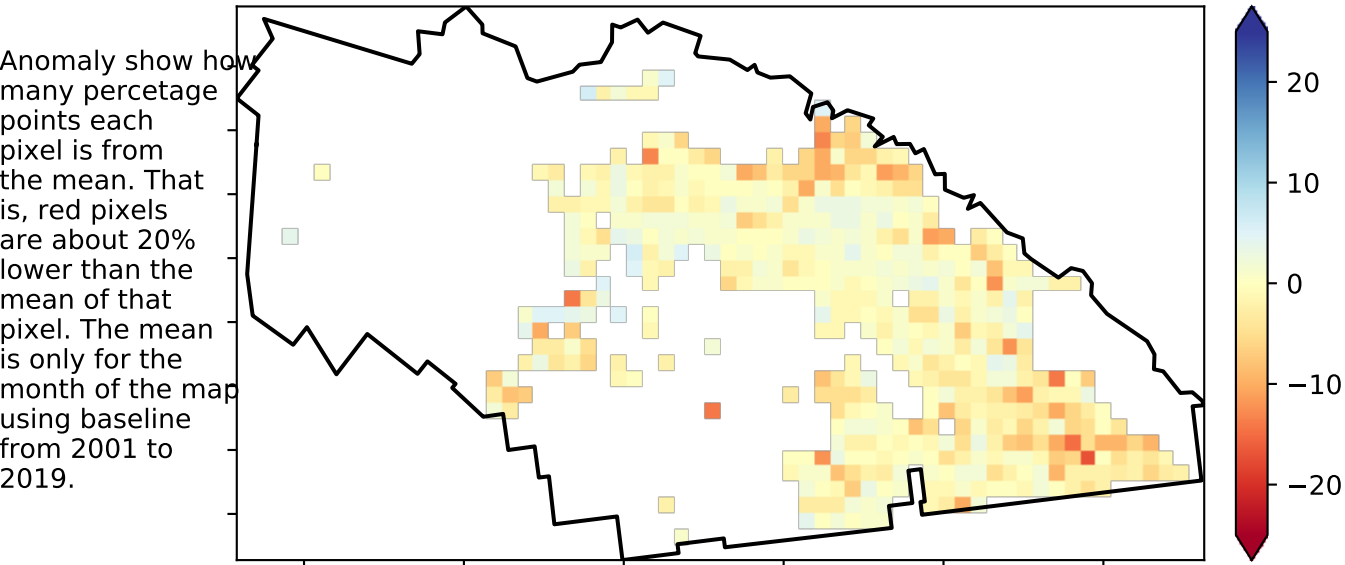 Anomaly show how
many percetage
points each
pixel is from
the mean. That
is, red pixels
are about 20%
lower than the
mean of that
pixel. The mean
is only for the
month of the map
using baseline
from 2001 to
2019.
20
10
0
−10
−20